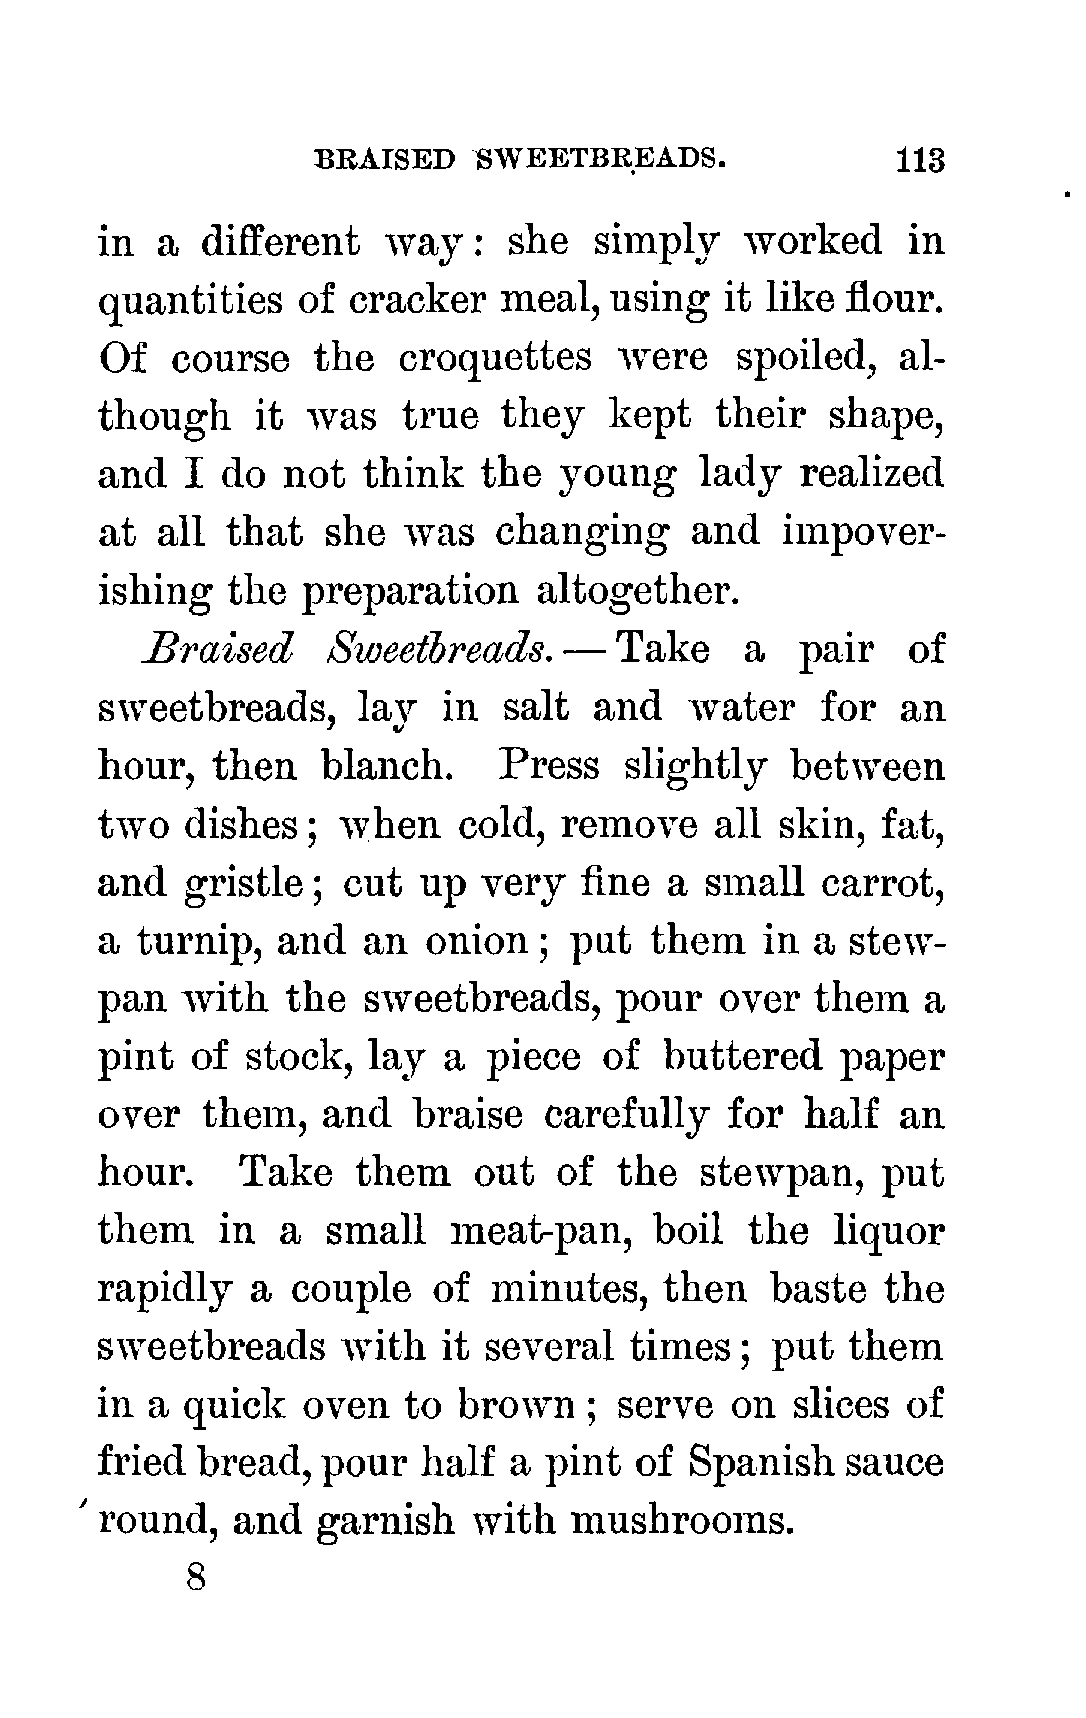 BRAISED SWEETBREADS. 113
in a different way: she simply worked in
quantities of cracker meal, using it like flour.
Of course the croquettes were spoiled, al-
though it was true they kept their shape,
and I do not think the young lady realized
at all that she was changing and impover-
ishing the preparation altogether.
Braised Sweetbreads. — Take a pair of
sweetbreads, lay in salt and water for an
hour, then blanch. Press slightly between
two dishes; when cold, remove all skin, fat,
and gristle; cut up very fine a small carrot,
a turnip, and an onion; put them in a stew-
pan with the sweetbreads, pour over them a
pint of stock, lay a piece of buttered paper
over them, and braise carefully for half an
hour. Take them out of the stewpan, put
them in a small meat-pan, boil the liquor
rapidly a couple of minutes, then baste the
sweetbreads with it several times; put them
in a quick oven to brown; serve on slices of
fried bread, pour half a pint of Spanish sauce
round, and garnish with mushrooms.
8